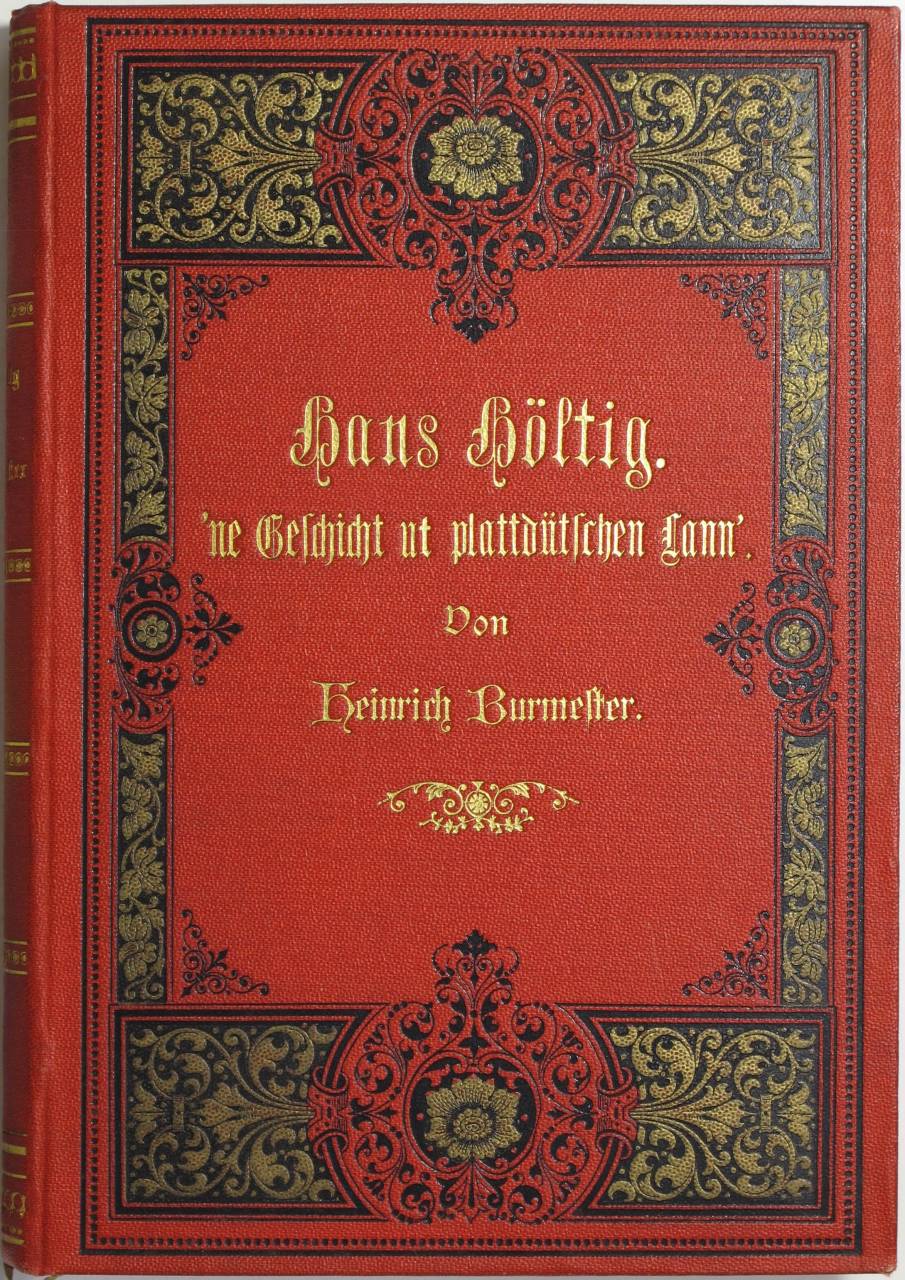 Hans Höltig.
'ne Geschicht ut plattdütschen Lann'.
Von
Heinrich Burmester.